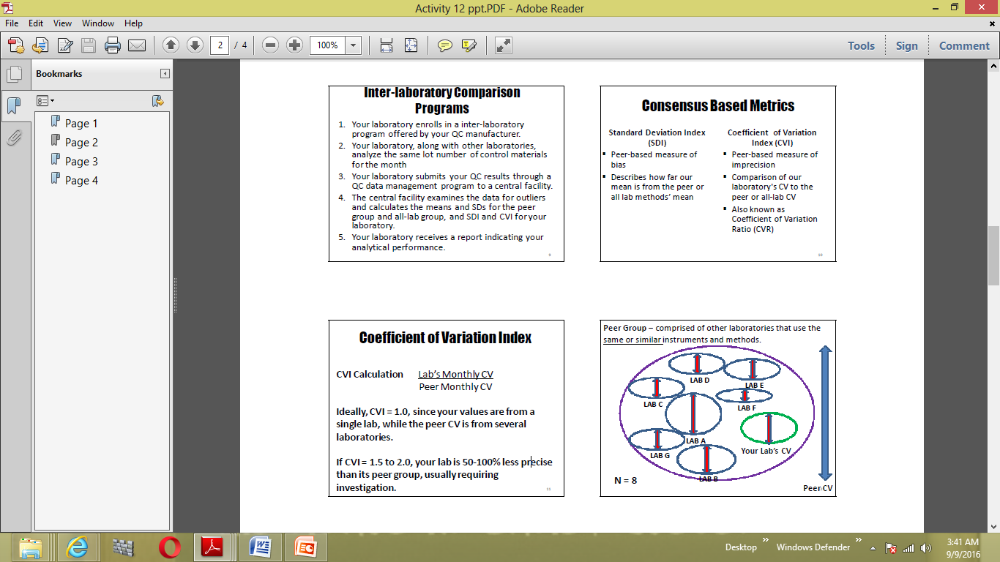 Activity 12 ppt.PDF - Adobe Reader
File Edit View Window Help
2 / 4 100% Tools Sign Comment
Bookmarks
Page 1
Page 2
Page 3
Page 4
Inter-laboratory Comparison
Programs
1. Your laboratory enrolls in a inter-laboratory
program offered by your QC manufacturer.
2. Your laboratory, along with other laboratories,
analyze the same lot number of control materials
for the month
3. Your laboratory submits your QC results through a
QC data management program to a central facility.
4. The central facility examines the data for outliers
and calculates the means and SDs for the peer
group and all-lab group, and SDI and CVI for your
laboratory.
5. Your laboratory receives a report indicating your
analytical performance.
9
Consensus Based Metrics
Standard Deviation Index
(SDI)
▪ Peer-based measure of
bias
▪ Describes how far our
mean is from the peer or
all lab methods’ mean
Coefficient of Variation
Index (CVI)
▪ Peer-based measure of
imprecision
▪ Comparison of our
laboratory's CV to the
peer or all-lab CV
▪ Also known as
Coefficient of Variation
Ratio (CVR)
10
Coefficient of Variation Index
CVI Calculation Lab’s Monthly CV
Peer Monthly CV
Ideally, CVI = 1.0, since your values are from a
single lab, while the peer CV is from several
laboratories.
If CVI = 1.5 to 2.0, your lab is 50-100% less precise
than its peer group, usually requiring
investigation.
11
Peer Group – comprised of other laboratories that use the
same or similar instruments and methods.
LAB D
LAB E
LAB C
LAB F
LAB A
Your Lab’s CV
LAB G
LAB B
N = 8
Peer CV
Desktop » Windows Defender »
3:41 AM
9/9/2016